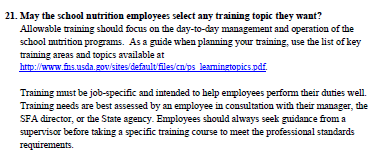 21. May the school nutrition employees select any training topic they want?
Allowable training should focus on the day-to-day management and operation of the
school nutrition programs. As a guide when planning your training, use the list of key
training areas and topics available at
http://www.fns.usda.gov/sites/default/files/cn/ps_learningtopics.pdf.
Training must be job-specific and intended to help employees perform their duties well.
Training needs are best assessed by an employee in consultation with their manager, the
SFA director, or the State agency. Employees should always seek guidance from a
supervisor before taking a specific training course to meet the professional standards
requirements.